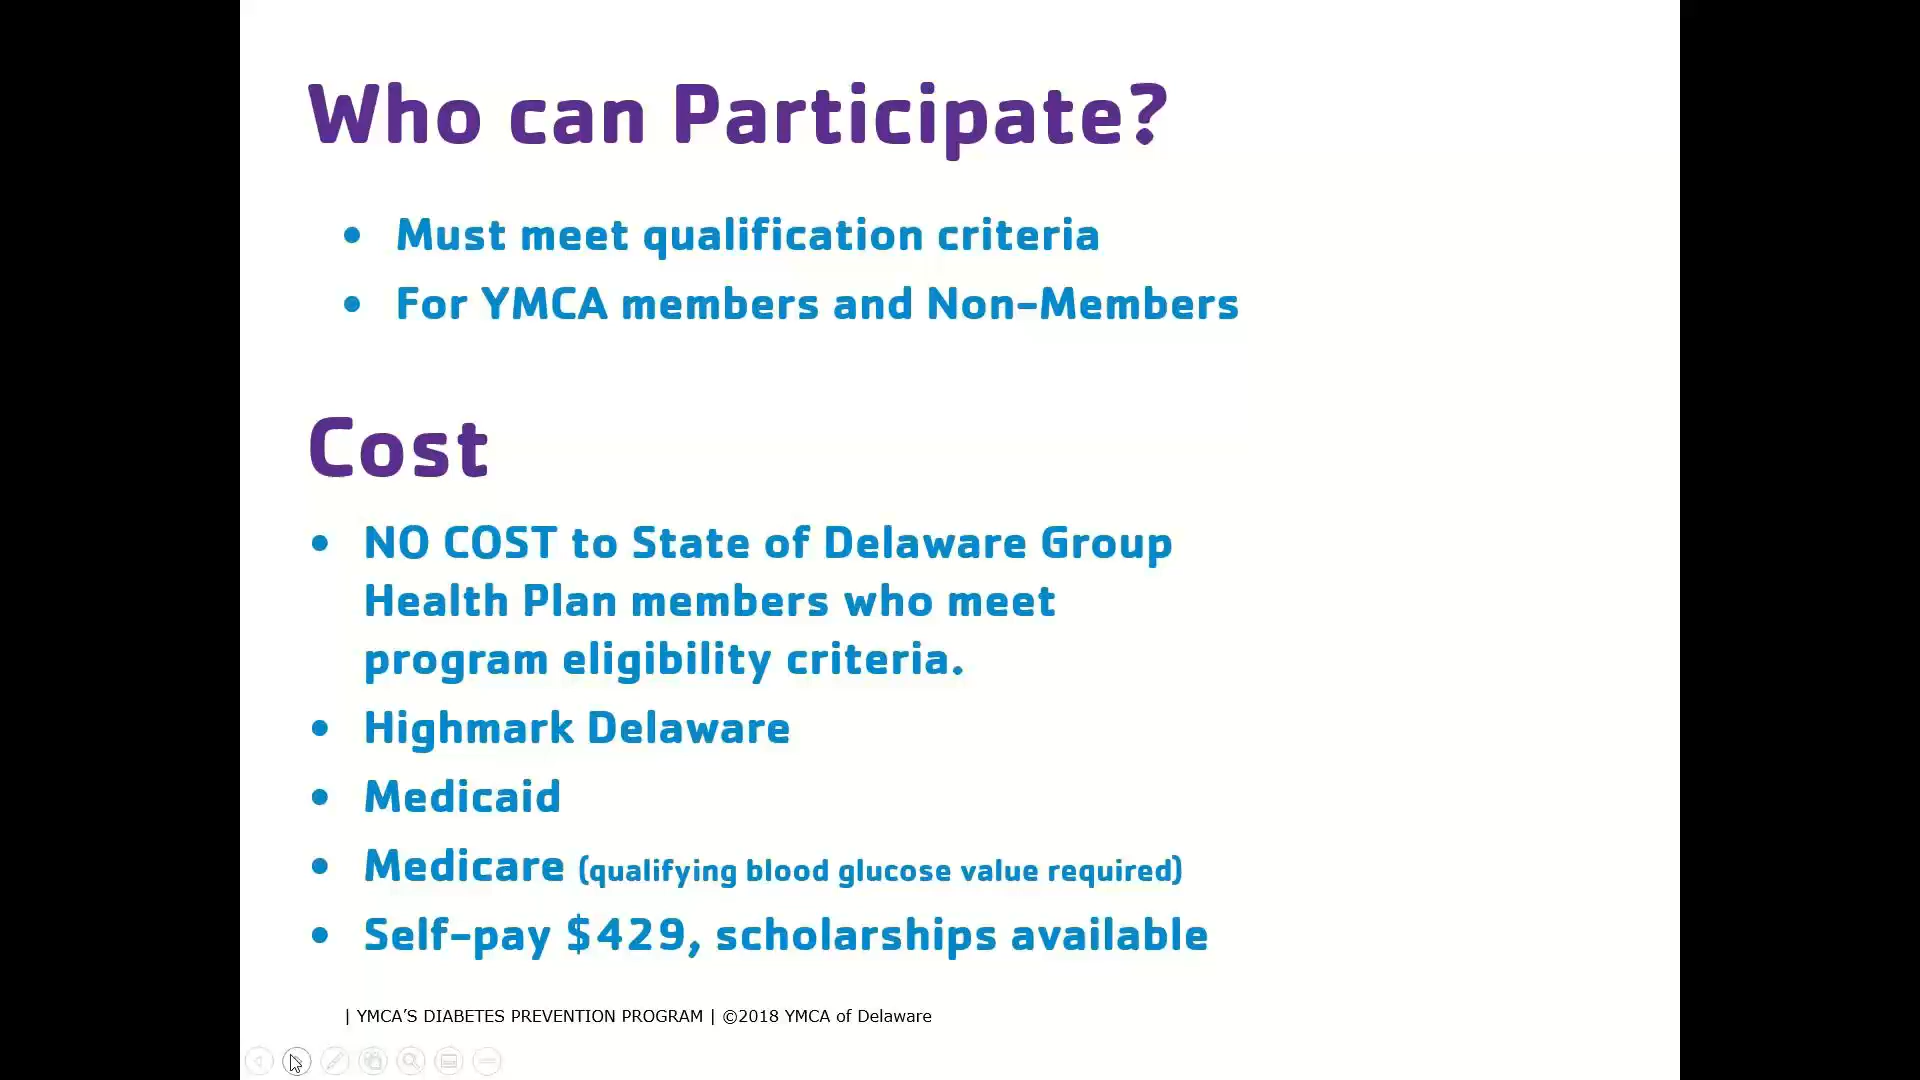 Who can Participate?
• Must meet qualification criteria
• For YMCA members and Non-Members
Cost
• NO COST to State of Delaware Group
Health Plan members who meet
program eligibility criteria.
• Highmark Delaware
• Medicaid
• Medicare (qualifying blood glucose value required)
• Self-pay $429, scholarships available
| YMCA’S DIABETES PREVENTION PROGRAM | ©2018 YMCA of Delaware